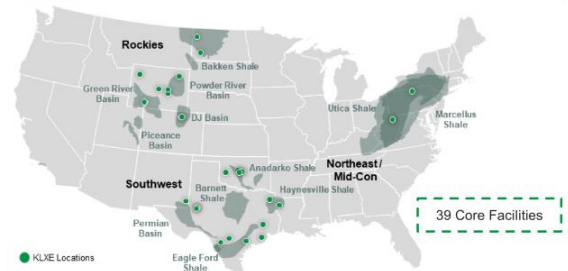 Rockies
Bakken Shale
Green River
Basin
Powder River
Basin
DJ Basin
Piceance
Basin
Utica Shale
Marcellus
Shale
Northeast /
Mid-Con
Anadarko Shale
Southwest
Barnett
Shale
Haynesville Shale
Permian
Basin
Eagle Ford
Shale
39 Core Facilities
KLXE Locations